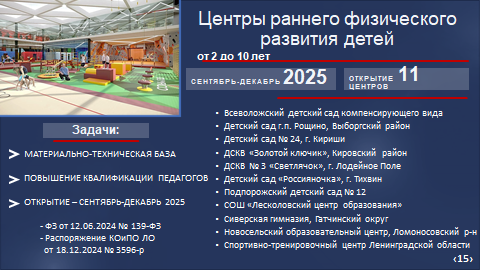 Центры раннего физического
развития детей
от 2 до 10 лет
СЕНТЯБРЬ-ДЕКАБРЬ 2025
ОТКРЫТИЕ 11
ЦЕНТРОВ
Задачи:
➢ МАТЕРИАЛЬНО-ТЕХНИЧЕСКАЯ БАЗА
➢ ПОВЫШЕНИЕ КВАЛИФИКАЦИИ ПЕДАГОГОВ
➢ ОТКРЫТИЕ – СЕНТЯБРЬ-ДЕКАБРЬ 2025
- ФЗ от 12.06.2024 № 139-ФЗ
- Распоряжение КОиПО ЛО
от 18.12.2024 № 3596-р
• Всеволожский детский сад компенсирующего вида
• Детский сад г.п. Рощино, Выборгский район
• Детский сад № 24, г. Кириши
• ДСКВ «Золотой ключик», Кировский район
• ДСКВ № 3 «Светлячок», г. Лодейное Поле
• Детский сад «Россияночка», г. Тихвин
• Подпорожский детский сад № 12
• СОШ «Лесколовский центр образования»
• Сиверская гимназия, Гатчинский округ
• Новосельский образовательный центр, Ломоносовский р-н
• Спортивно-тренировочный центр Ленинградской области
‹15›